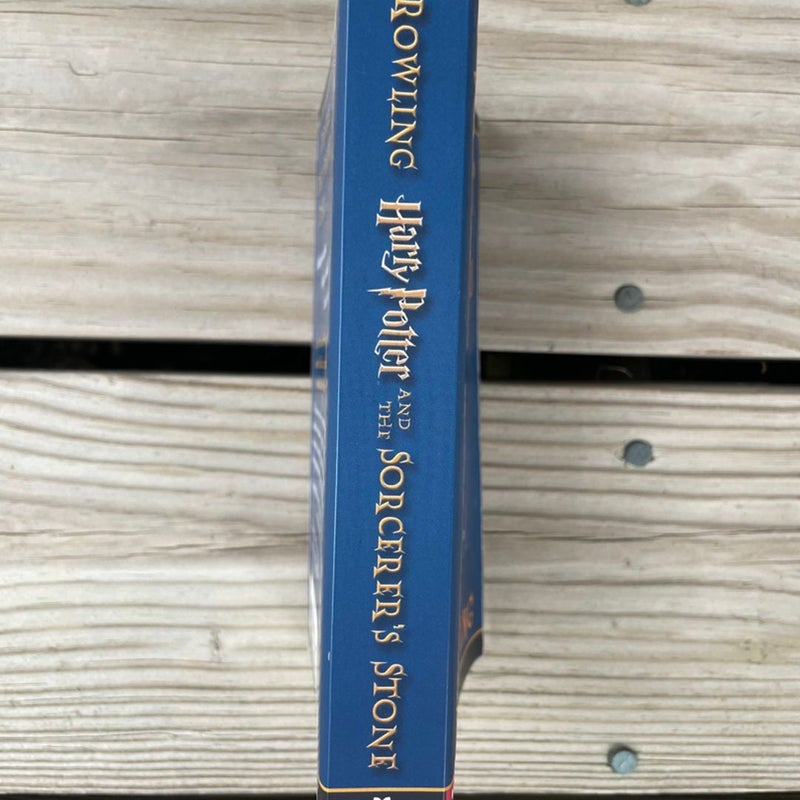 ROWLING
Harry Potter
AND
THE
SORCERER'S STONE